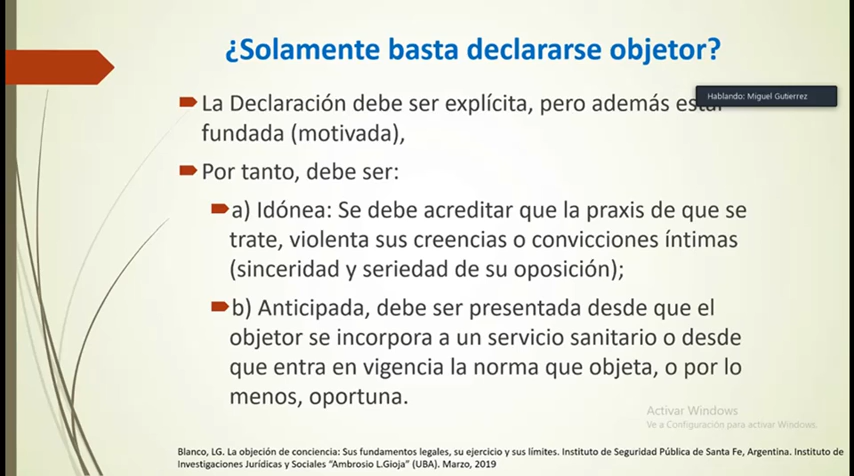 ¿Solamente basta declararse objetor?
La Declaración debe ser explícita, pero además estar
Hablando: Miguel Gutierrez
fundada (motivada),
Por tanto, debe ser:
a) Idónea: Se debe acreditar que la praxis de que se
trate, violenta sus creencias o convicciones íntimas
(sinceridad y seriedad de su oposición);
b) Anticipada, debe ser presentada desde que el
objetor se incorpora a un servicio sanitario o desde
que entra en vigencia la norma que objeta, o por lo
menos, oportuna.
Activar Windows
Ve a Configuración para activar Windows.
Blanco, LG. La objeción de conciencia: Sus fundamentos legales, su ejercicio y sus límites. Instituto de Seguridad Pública de Santa Fe, Argentina. Instituto de
Investigaciones Jurídicas y Sociales “Ambrosio L.Gioja” (UBA). Marzo, 2019